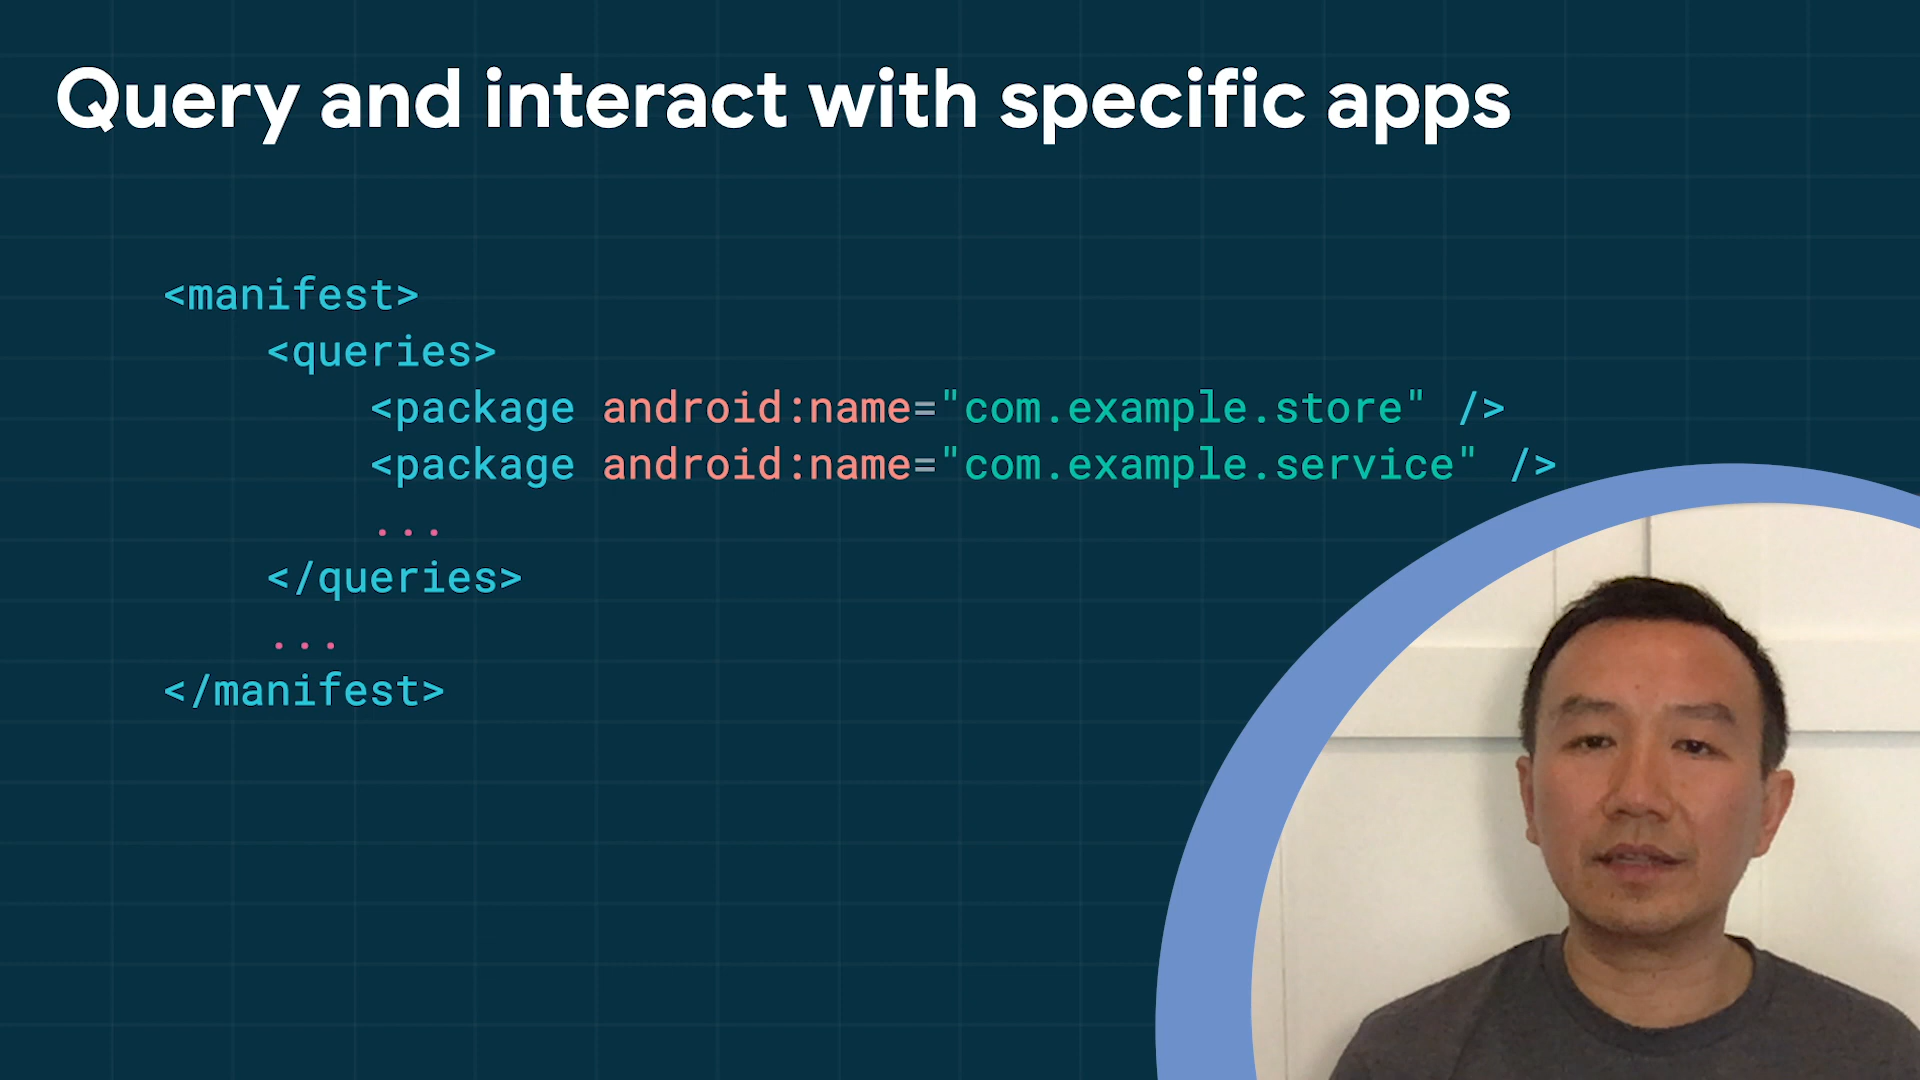 Query and interact with specific apps
<manifest>
<queries>
<package android:name="com.example.store" />
<package android:name="com.example.service" />
...
</queries>
...
</manifest>